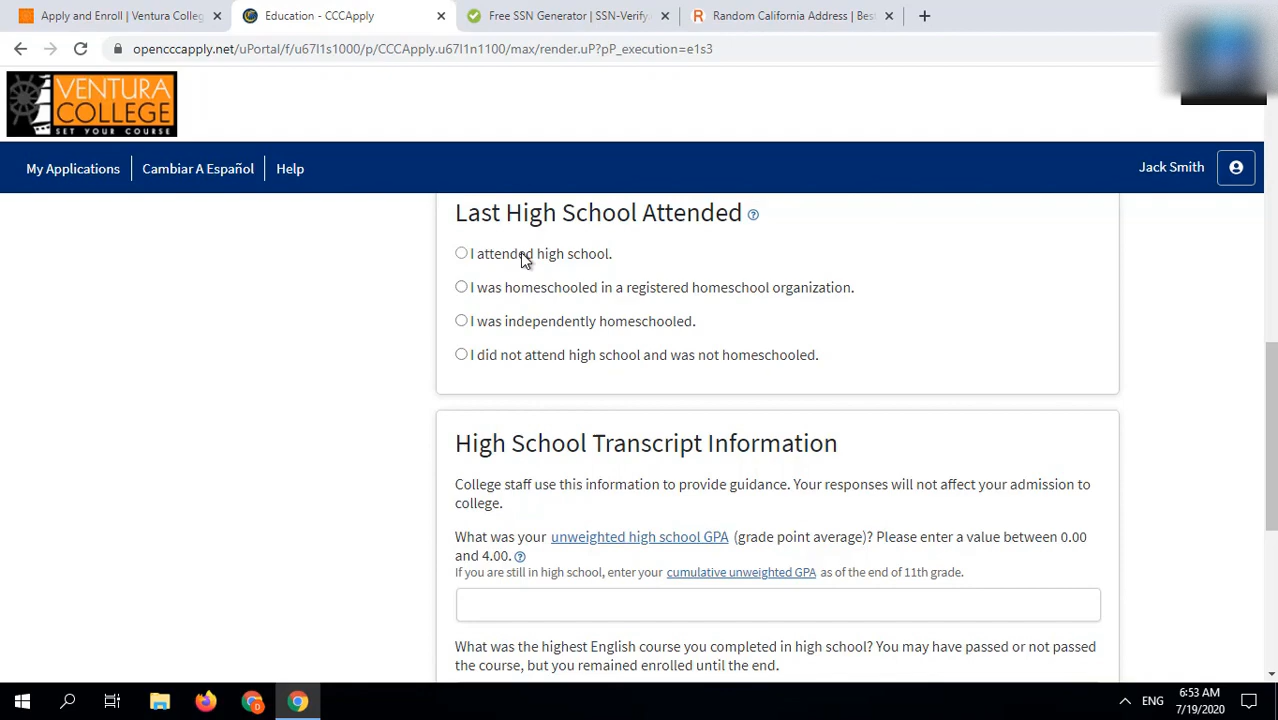 Apply and Enroll | Ventura Colleg
Education - CCCApply
Free SSN Generator | SSN-Verify.
Random California Address | Best
opencccapply.net/uPortal/f/u67l1s1000/p/CCCApply.u67l1n1100/max/render.uP?pP_execution=e1s3
VENTURA
COLLEGE
SET YOUR COURSE
My Applications
Cambiar A Español
Help
Jack Smith
Last High School Attended
I attended high school.
I was homeschooled in a registered homeschool organization.
I was independently homeschooled.
I did not attend high school and was not homeschooled.
High School Transcript Information
College staff use this information to provide guidance. Your responses will not affect your admission to
college.
What was your unweighted high school GPA (grade point average)? Please enter a value between 0.00
and 4.00.
If you are still in high school, enter your cumulative unweighted GPA as of the end of 11th grade.
What was the highest English course you completed in high school? You may have passed or not passed
the course, but you remained enrolled until the end.
ENG
6:53 AM
7/19/2020